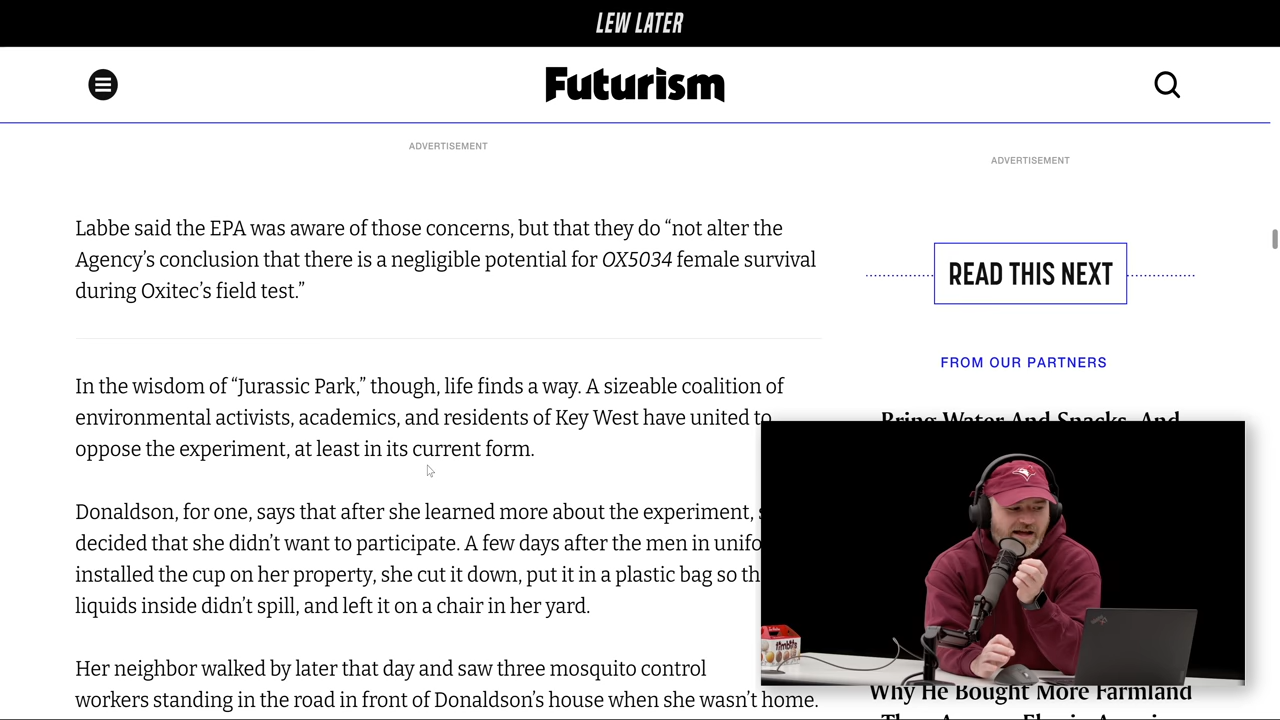 LEW LATER
Futurism
ADVERTISEMENT
Labbe said the EPA was aware of those concerns, but that they do “not alter the
Agency’s conclusion that there is a negligible potential for OX5034 female survival
during Oxitec’s field test.”
In the wisdom of “Jurassic Park,” though, life finds a way. A sizeable coalition of
environmental activists, academics, and residents of Key West have united to
oppose the experiment, at least in its current form.
Donaldson, for one, says that after she learned more about the experiment,
decided that she didn’t want to participate. A few days after the men in
installed the cup on her property, she cut it down, put it in a plastic bag so
liquids inside didn’t spill, and left it on a chair in her yard.
Her neighbor walked by later that day and saw three mosquito control
workers standing in the road in front of Donaldson’s house when she wasn’t home.
ADVERTISEMENT
READ THIS NEXT
FROM OUR PARTNERS
Bring Water And Snacks, And
Why He Bought More Farmland